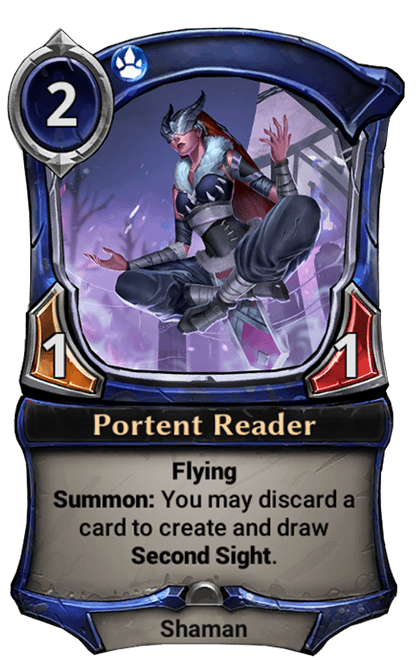 2
1
1
Portent Reader
Flying
Summon: You may discard a
card to create and draw
Second Sight.
Shaman